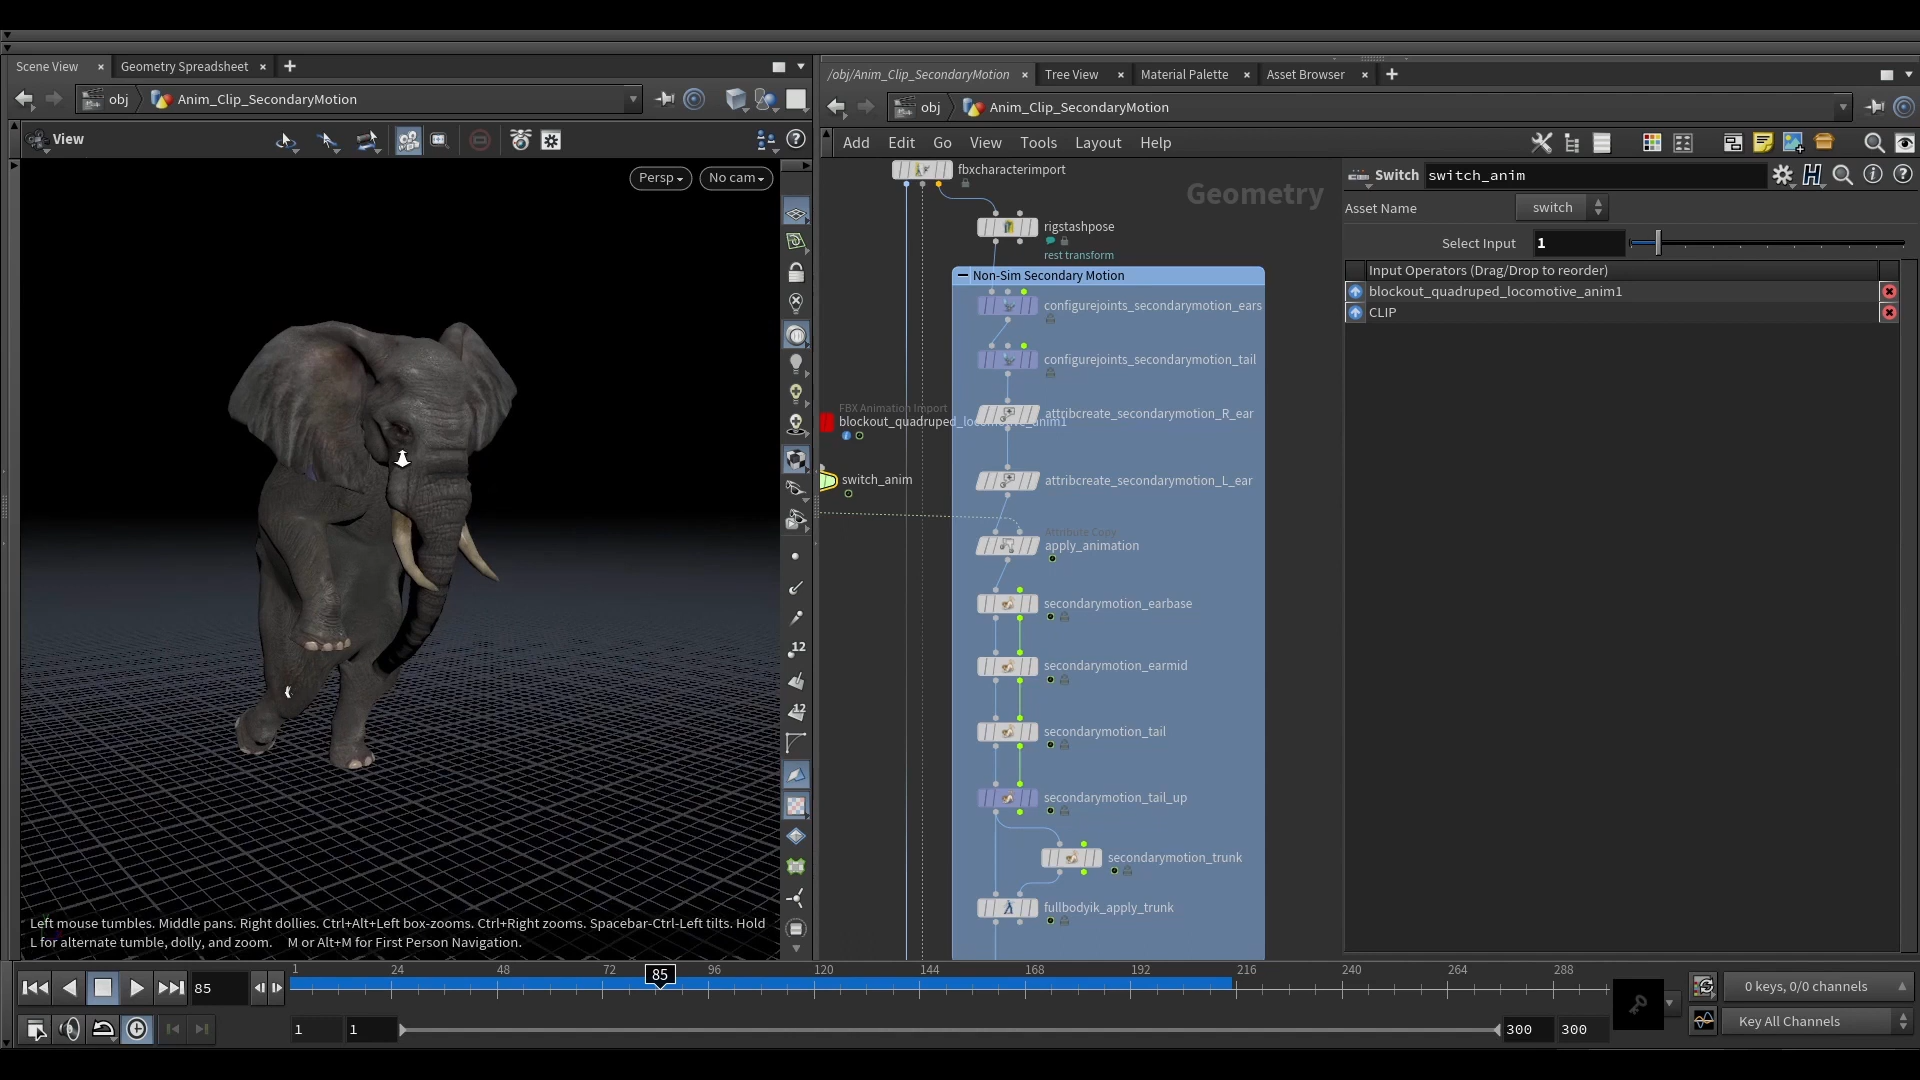 Scene View
Geometry Spreadsheet
obj
Anim_Clip_SecondaryMotion
View
Persp
No cam
12
12
Left mouse tumbles. Middle pans. Right dollies. Ctrl+Alt+Left box-zooms. Ctrl+Right zooms. Spacebar-Ctrl-Left tilts. Hold
L for alternate tumble, dolly, and zoom. M or Alt+M for First Person Navigation.
/obj/Anim_Clip_SecondaryMotion
Tree View
Material Palette
Asset Browser
obj
Anim_Clip_SecondaryMotion
Add Edit Go View Tools Layout Help
Geometry
fbxcharacterimport
rigstashpose
rest transform
Non-Sim Secondary Motion
configurejoints_secondarymotion_ears
configurejoints_secondarymotion_tail
FBX Animation Import
blockout_quadruped_locomotive_anim1
attribcreate_secondarymotion_R_ear
switch_anim
attribcreate_secondarymotion_L_ear
Attribute Copy
apply_animation
secondarymotion_earbase
secondarymotion_earmid
secondarymotion_tail
secondarymotion_tail_up
secondarymotion_trunk
fullbodyik_apply_trunk
Switch switch_anim
Asset Name switch
Select Input 1
Input Operators (Drag/Drop to reorder)
blockout_quadruped_locomotive_anim1
CLIP
85
1 24 48 72 85 96 120 144 168 192 216 240 264 288
0 keys, 0/0 channels
1 1 300 300
Key All Channels